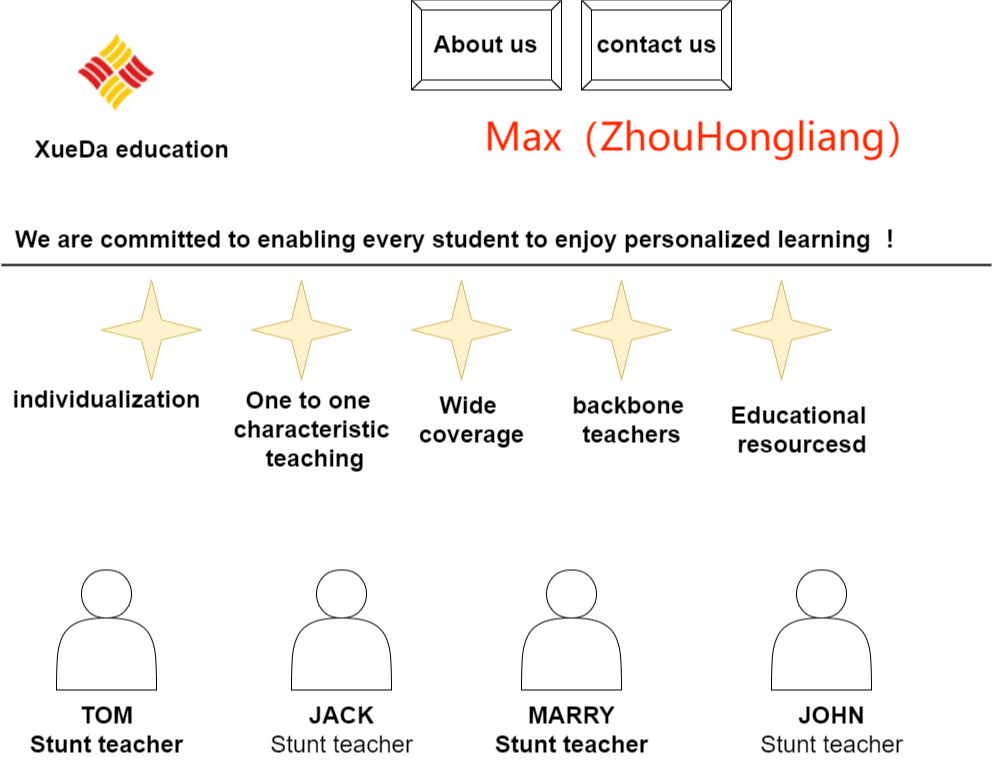 About us
contact us
Max（ZhouHongliang）
XueDa education
We are committed to enabling every student to enjoy personalized learning ！
individualization
One to one
characteristic
teaching
Wide
coverage
backbone
teachers
Educational
resourcesd
TOM
Stunt teacher
JACK
Stunt teacher
MARRY
Stunt teacher
JOHN
Stunt teacher